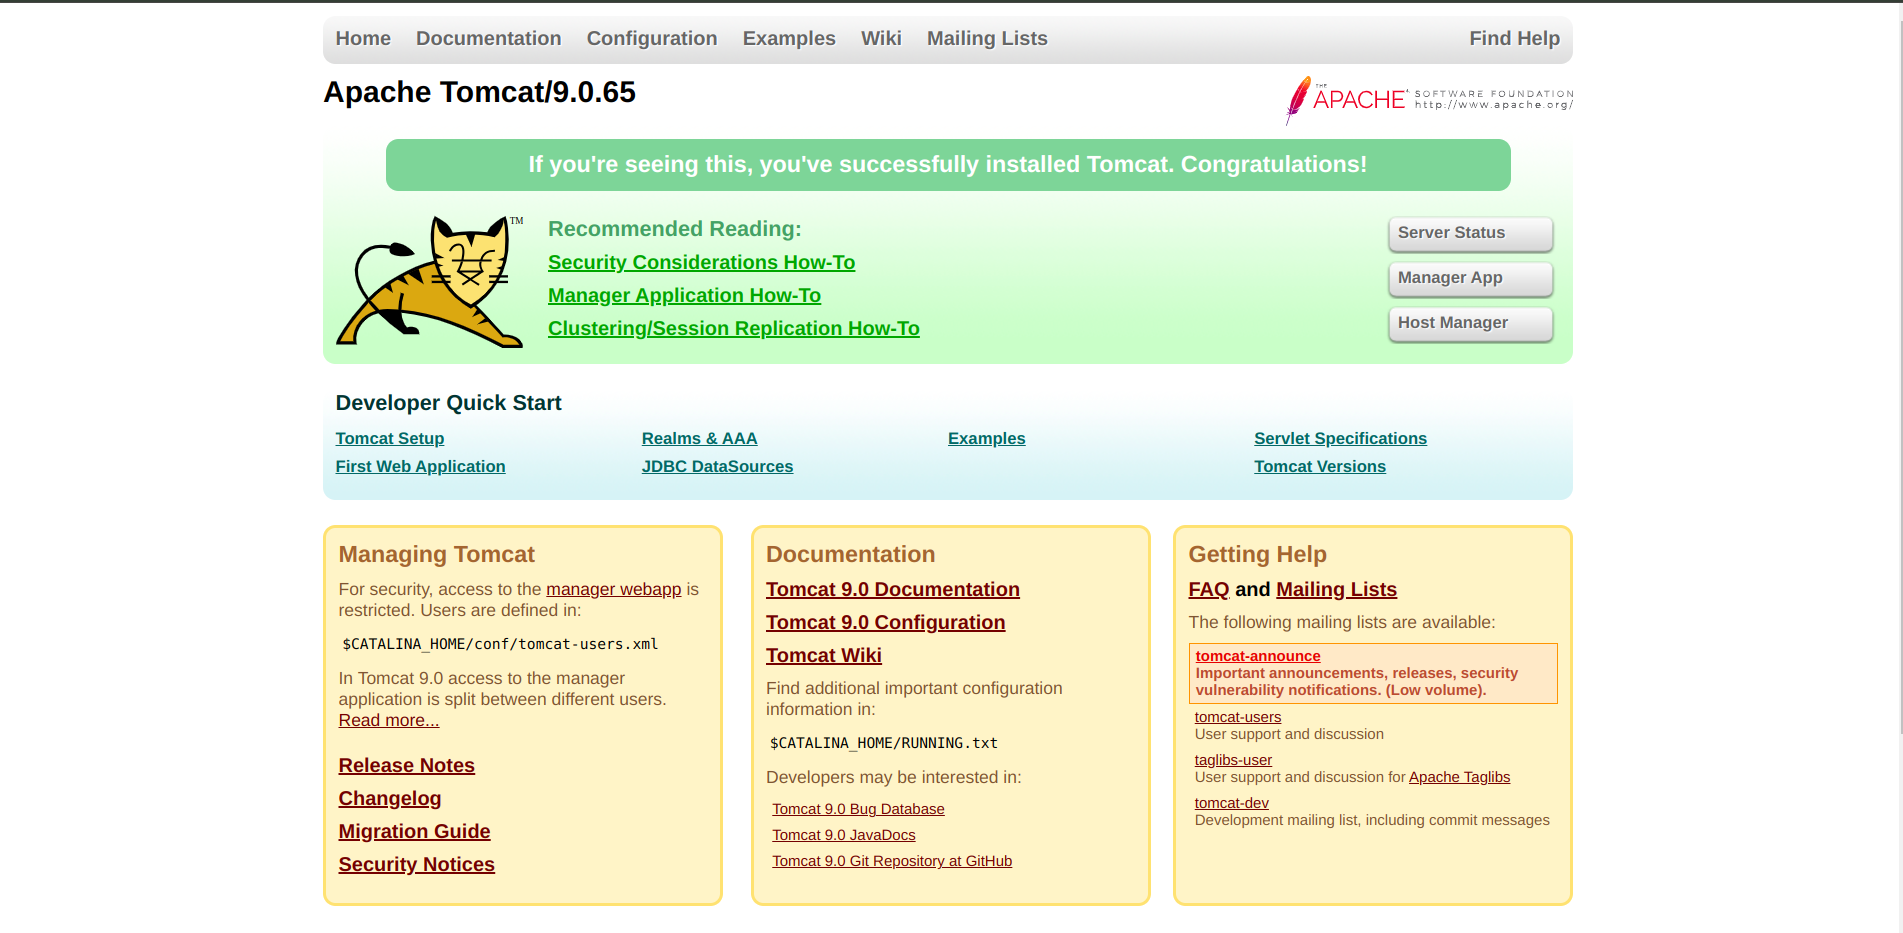 Home Documentation Configuration Examples Wiki Mailing Lists Find Help
Apache Tomcat/9.0.65
THE
APACHE SOFTWARE FOUNDATION
http://www.apache.org/
If you're seeing this, you've successfully installed Tomcat. Congratulations!
TM
Recommended Reading:
Security Considerations How-To
Manager Application How-To
Clustering/Session Replication How-To
Server Status
Manager App
Host Manager
Developer Quick Start
Tomcat Setup
First Web Application
Realms & AAA
JDBC DataSources
Examples
Servlet Specifications
Tomcat Versions
Managing Tomcat
For security, access to the manager webapp is
restricted. Users are defined in:
$CATALINA_HOME/conf/tomcat-users.xml
In Tomcat 9.0 access to the manager
application is split between different users.
Read more...
Release Notes
Changelog
Migration Guide
Security Notices
Documentation
Tomcat 9.0 Documentation
Tomcat 9.0 Configuration
Tomcat Wiki
Find additional important configuration
information in:
$CATALINA_HOME/RUNNING.txt
Developers may be interested in:
Tomcat 9.0 Bug Database
Tomcat 9.0 JavaDocs
Tomcat 9.0 Git Repository at GitHub
Getting Help
FAQ and Mailing Lists
The following mailing lists are available:
tomcat-announce
Important announcements, releases, security
vulnerability notifications. (Low volume).
tomcat-users
User support and discussion
taglibs-user
User support and discussion for Apache Taglibs
tomcat-dev
Development mailing list, including commit messages